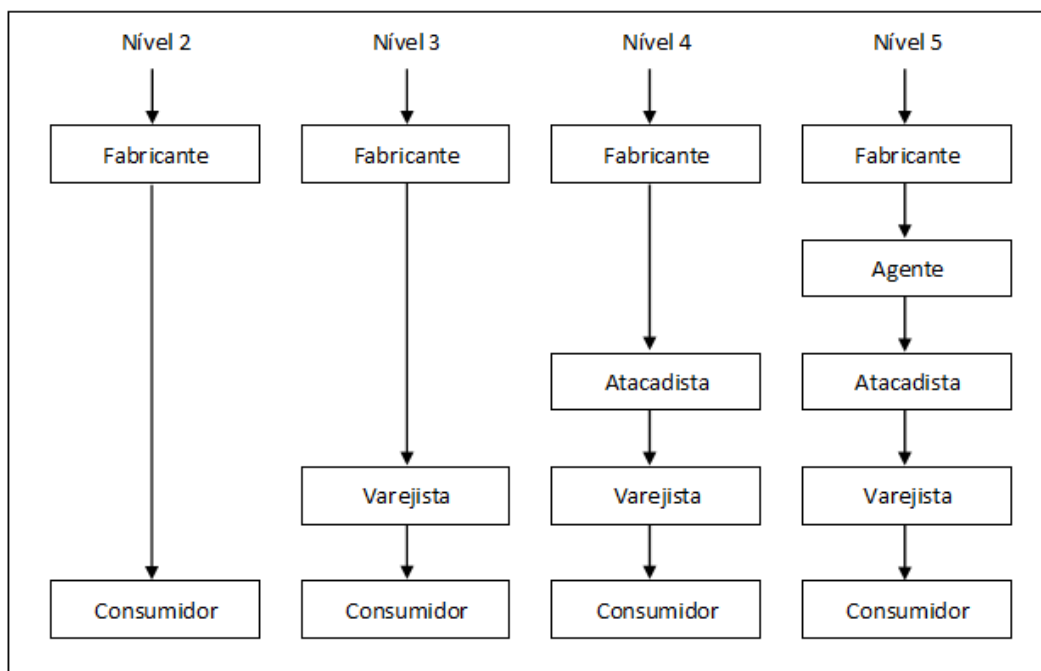 Nível 2
Nível 3
Nível 4
Nível 5
Fabricante
Fabricante
Fabricante
Fabricante
Agente
Atacadista
Atacadista
Varejista
Varejista
Varejista
Consumidor
Consumidor
Consumidor
Consumidor